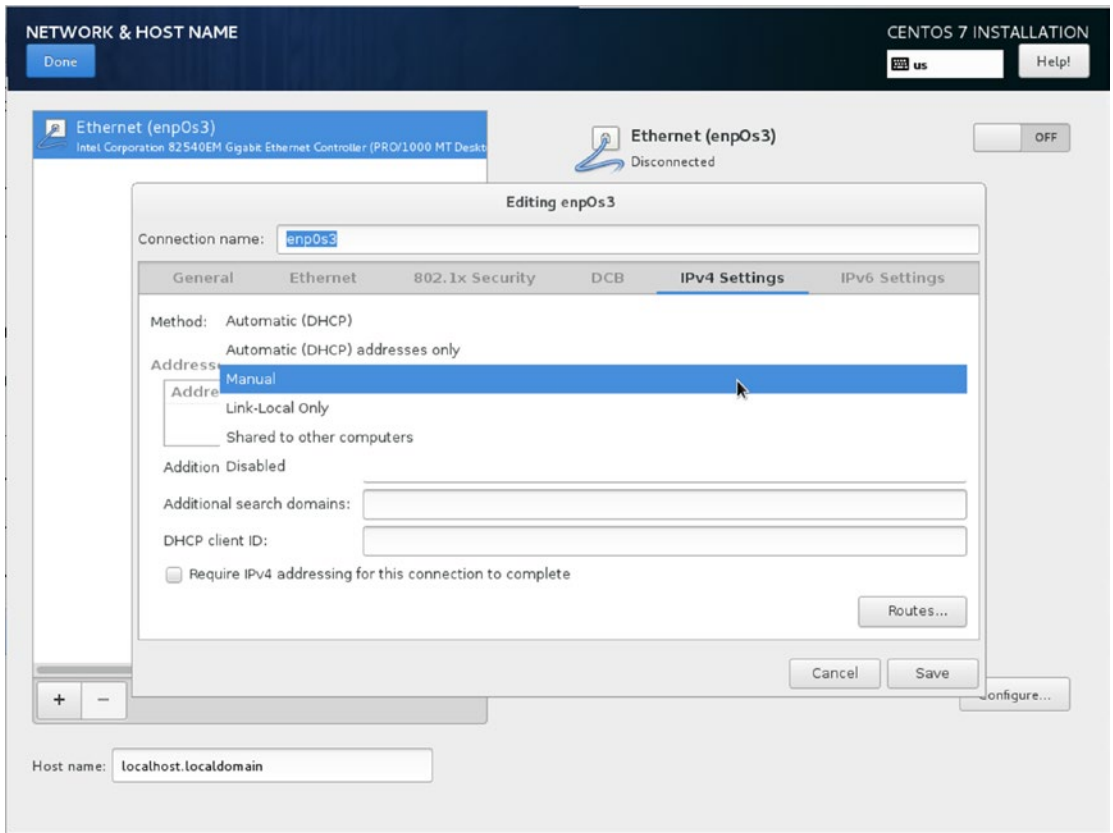 NETWORK & HOST NAME
CENTOS 7 INSTALLATION
Done
us
Help!
Ethernet (enp0s3)
Intel Corporation 82540EM Gigabit Ethernet Controller (PRO/1000 MT Deskt
Ethernet (enp0s3)
Disconnected
OFF
Editing enp0s3
Connection name: enp0s3
General Ethernet 802.1x Security DCB IPv4 Settings IPv6 Settings
Method: Automatic (DHCP)
Automatic (DHCP) addresses only
Addresse
Manual
Addre
Link-Local Only
Shared to other computers
Addition Disabled
Additional search domains:
DHCP client ID:
Require IPv4 addressing for this connection to complete
Routes...
Cancel Save
+ −
onfigure...
Host name: localhost.localdomain